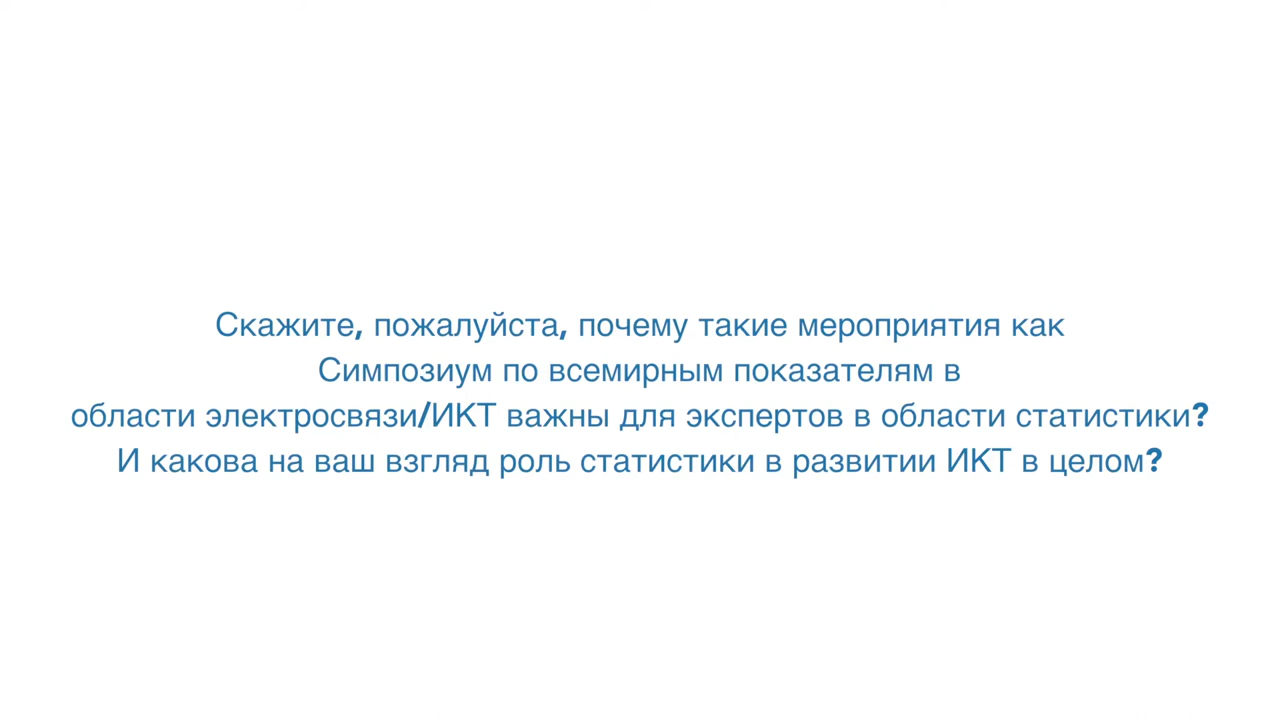 Скажите, пожалуйста, почему такие мероприятия как
Симпозиум по всемирным показателям в
области электросвязи/ИКТ важны для экспертов в области статистики?
И какова на ваш взгляд роль статистики в развитии ИКТ в целом?